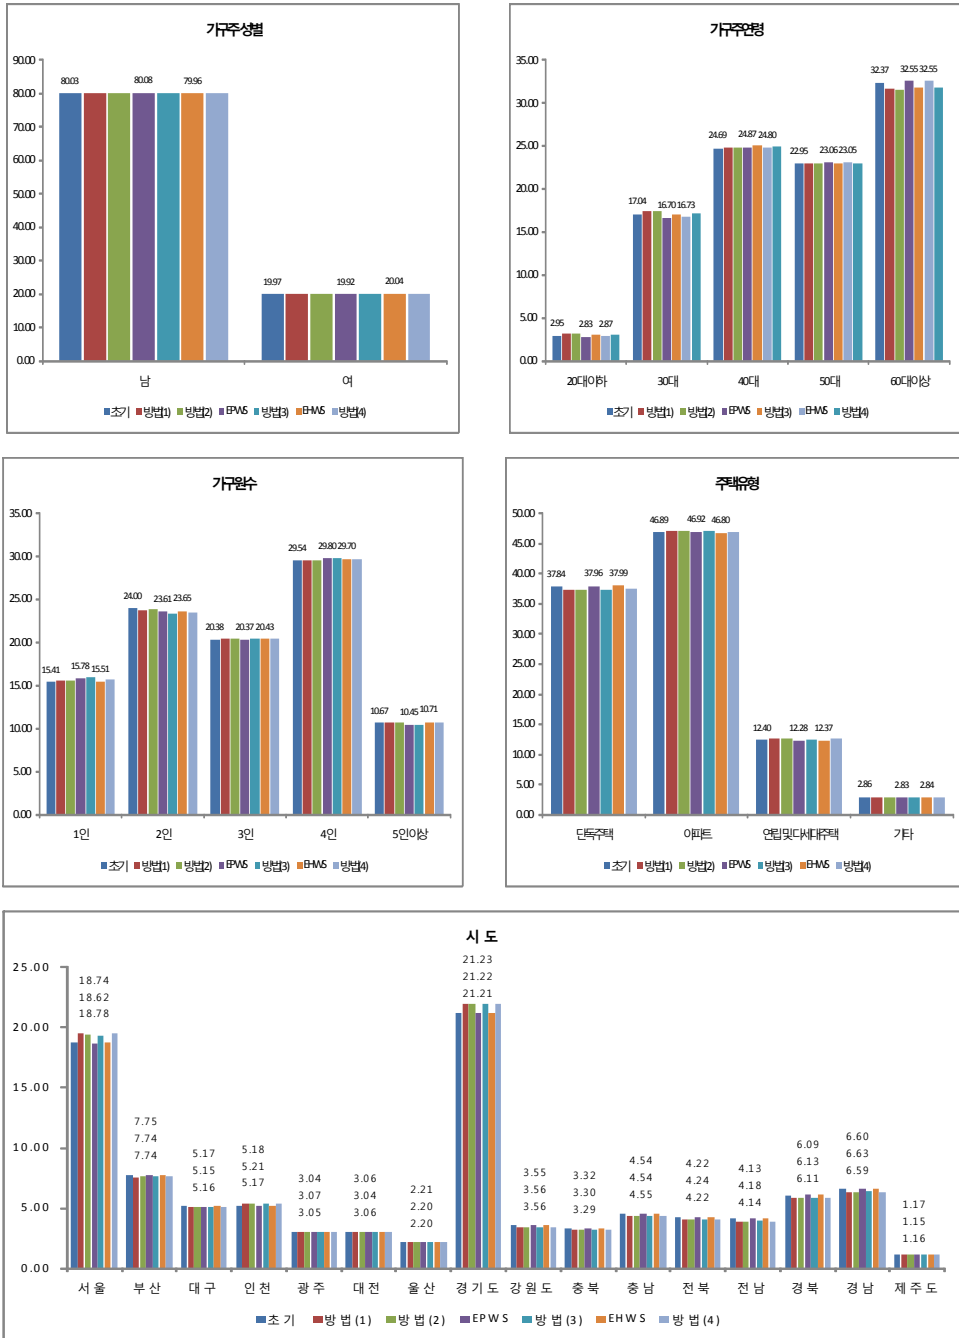 가구주성별
90.00
80.00
70.00
60.00
50.00
40.00
30.00
20.00
10.00
0.00
80.03 80.08 79.96
19.97 19.92 20.04
남 여
초기 방법(1) 방법(2) EPWS 방법(3) EHWS 방법(4)
가구주연령
35.00
30.00
25.00
20.00
15.00
10.00
5.00
0.00
2.95 2.83 2.87
17.04 16.70 16.73
24.69 24.87 24.80
22.95 23.06 23.05
32.37 32.55 32.55
20대이하 30대 40대 50대 60대이상
초기 방법(1) 방법(2) EPWS 방법(3) EHWS 방법(4)
가구원수
35.00
30.00
25.00
20.00
15.00
10.00
5.00
0.00
15.41 15.78 15.51
24.00 23.61 23.65
20.38 20.37 20.43
29.54 29.80 29.70
10.67 10.45 10.71
1인 2인 3인 4인 5인이상
초기 방법(1) 방법(2) EPWS 방법(3) EHWS 방법(4)
주택유형
50.00
45.00
40.00
35.00
30.00
25.00
20.00
15.00
10.00
5.00
0.00
37.84 37.96 37.99
46.89 46.92 46.80
12.40 12.28 12.37
2.86 2.83 2.84
단독주택 아파트 연립및다세대주택 기타
초기 방법(1) 방법(2) EPWS 방법(3) EHWS 방법(4)
시도
25.00
20.00
15.00
10.00
5.00
0.00
18.74
18.62
18.78
7.75
7.74
7.74
5.17
5.15
5.16
5.18
5.21
5.17
3.04
3.07
3.05
3.06
3.04
3.06
2.21
2.20
2.20
21.23
21.22
21.21
3.55
3.56
3.56
3.32
3.30
3.29
4.54
4.54
4.55
4.22
4.24
4.22
4.13
4.18
4.14
6.09
6.13
6.11
6.60
6.63
6.59
1.17
1.15
1.16
서울 부산 대구 인천 광주 대전 울산 경기도 강원도 충북 충남 전북 전남 경북 경남 제주도
초기 방법(1) 방법(2) EPWS 방법(3) EHWS 방법(4)